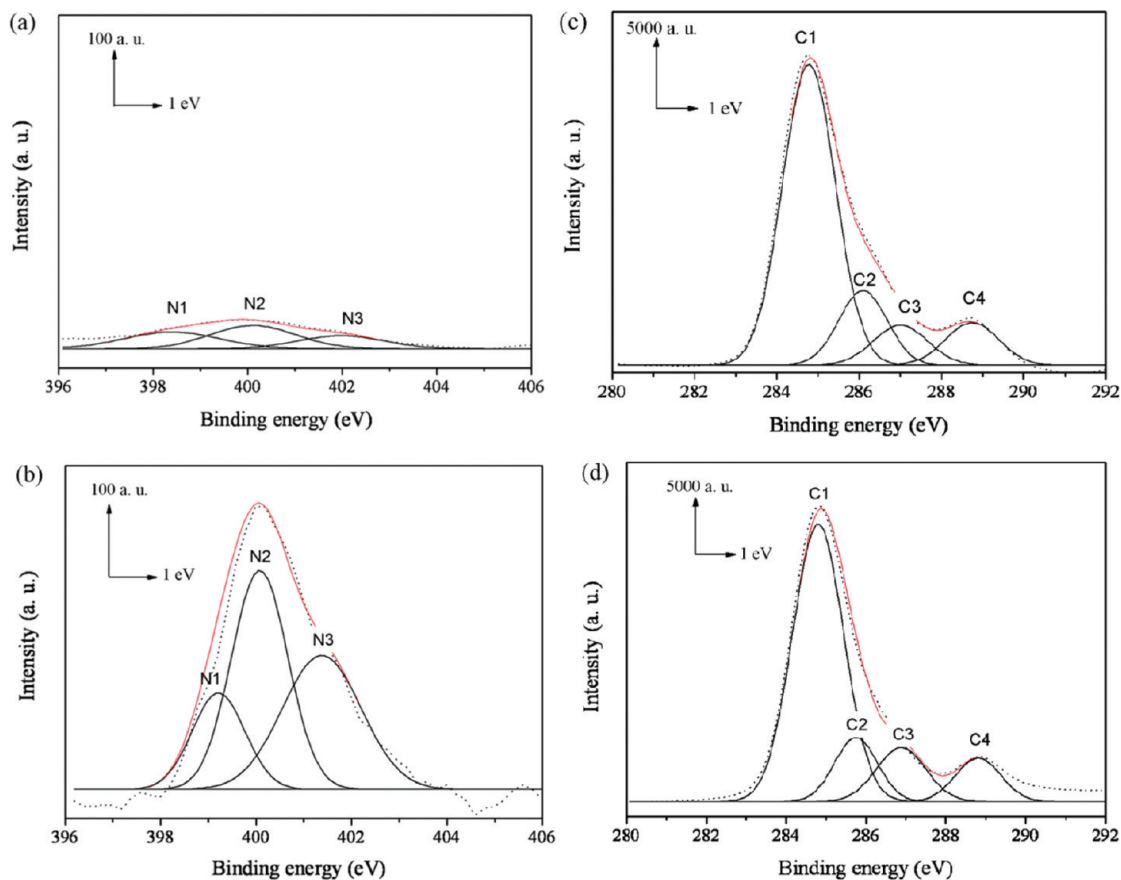 (a)
100 a. u.
1 eV
N1
N2
N3
Intensity (a. u.)
396 398 400 402 404 406
Binding energy (eV)
(c)
5000 a. u.
1 eV
C1
C2
C3
C4
Intensity (a. u.)
280 282 284 286 288 290 292
Binding energy (eV)
(b)
100 a. u.
1 eV
N1
N2
N3
Intensity (a. u.)
396 398 400 402 404 406
Binding energy (eV)
(d)
5000 a. u.
1 eV
C1
C2
C3
C4
Intensity (a. u.)
280 282 284 286 288 290 292
Binding energy (eV)